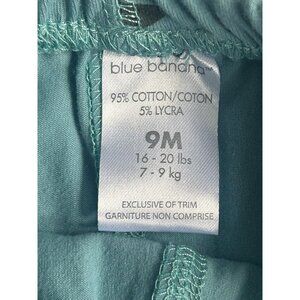 blue banana
95% COTTON/COTON
5% LYCRA
9M
16 - 20 lbs
7 - 9 kg
EXCLUSIVE OF TRIM
GARNITURE NON COMPRISE